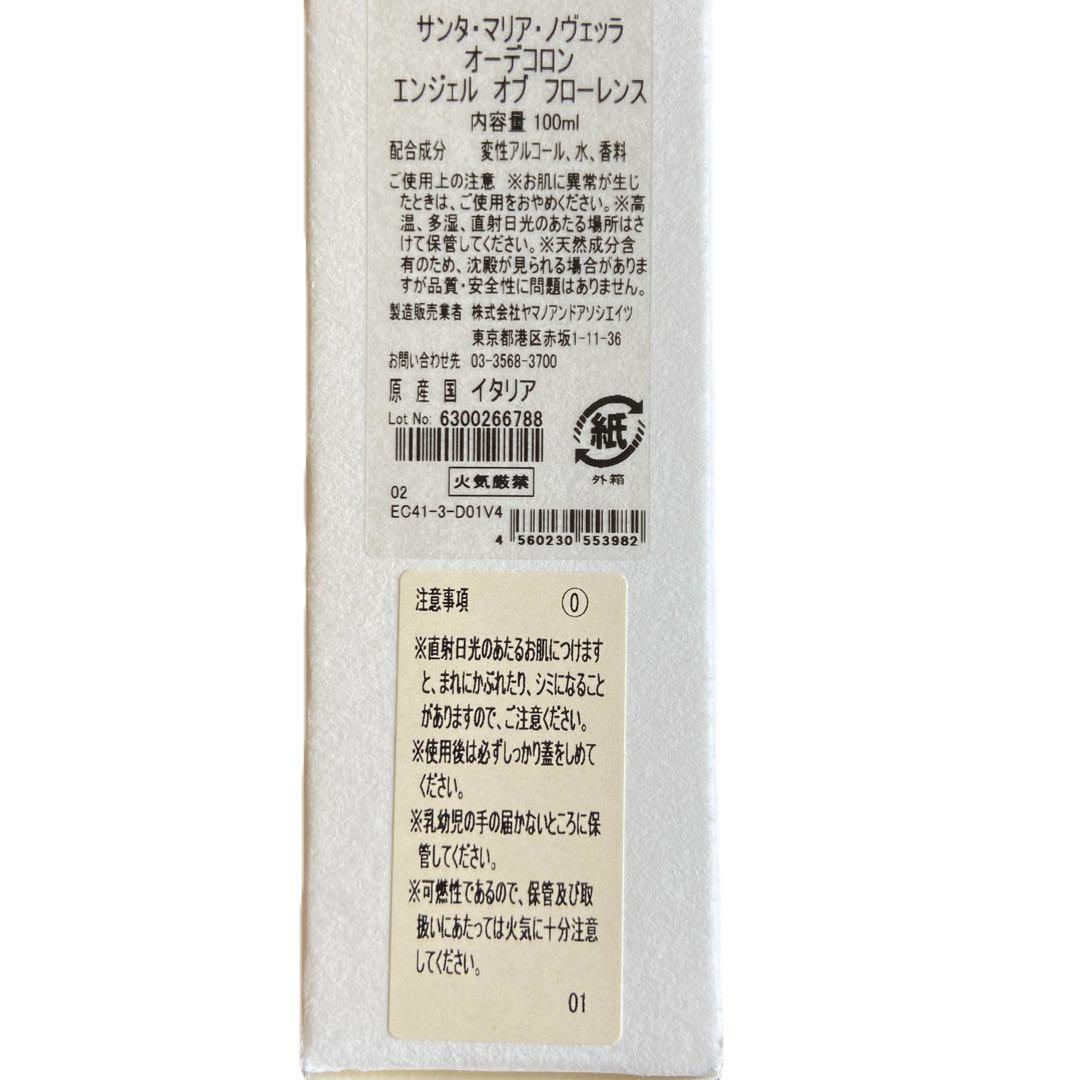 サンタ・マリア・ノヴェッラ
オーデコロン
エンジェル オブ フローレンス
内容量 100ml
配合成分 変性アルコール、水、香料
ご使用上の注意 ※お肌に異常が生じ
たときは、ご使用をおやめください。※高
温、多湿、直射日光のあたる場所はさ
けて保管してください。※天然成分含
有のため、沈殿が見られる場合がありま
すが品質・安全性に問題はありません。
製造販売業者 株式会社ヤマノアンドアソシエイツ
東京都港区赤坂1-11-36
お問い合わせ先 03-3568-3700
原産国 イタリア
Lot No: 6300266788
紙
外箱
火気厳禁
02
EC41-3-D01V4
4 560230 553982
注意事項 ⓪
※直射日光のあたるお肌につけます
と、まれにかぶれたり、シミになること
がありますので、ご注意ください。
※使用後は必ずしっかり蓋をしめて
ください。
※乳幼児の手の届かないところに保
管してください。
※可燃性であるので、保管及び取
扱いにあたっては火気に十分注意
してください。
01